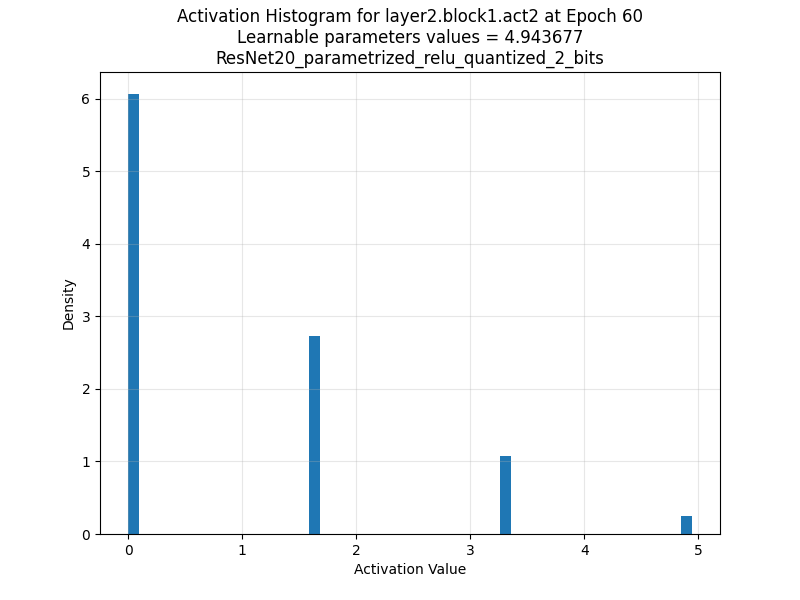 Activation Histogram for layer2.block1.act2 at Epoch 60
Learnable parameters values = 4.943677
ResNet20_parametrized_relu_quantized_2_bits
6
5
4
3
2
1
0
Density
0 1 2 3 4 5
Activation Value